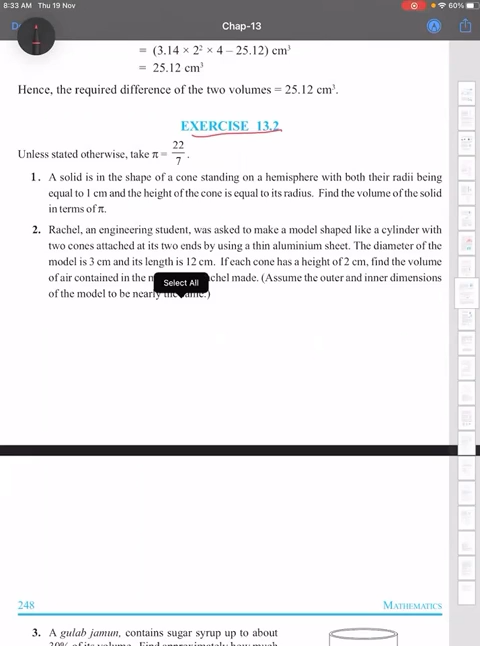 8:33 AM Thu 19 Nov
60%
Chap-13
= (3.14 × 2² × 4 – 25.12) cm³
= 25.12 cm³
Hence, the required difference of the two volumes = 25.12 cm³.
EXERCISE 13.2
Unless stated otherwise, take π = 22/7.
1. A solid is in the shape of a cone standing on a hemisphere with both their radii being
equal to 1 cm and the height of the cone is equal to its radius. Find the volume of the solid
in terms of π.
2. Rachel, an engineering student, was asked to make a model shaped like a cylinder with
two cones attached at its two ends by using a thin aluminium sheet. The diameter of the
model is 3 cm and its length is 12 cm. If each cone has a height of 2 cm, find the volume
of air contained in the Select All made. (Assume the outer and inner dimensions
of the model to be nearly
248
MATHEMATICS
3. A gulab jamun, contains sugar syrup up to about